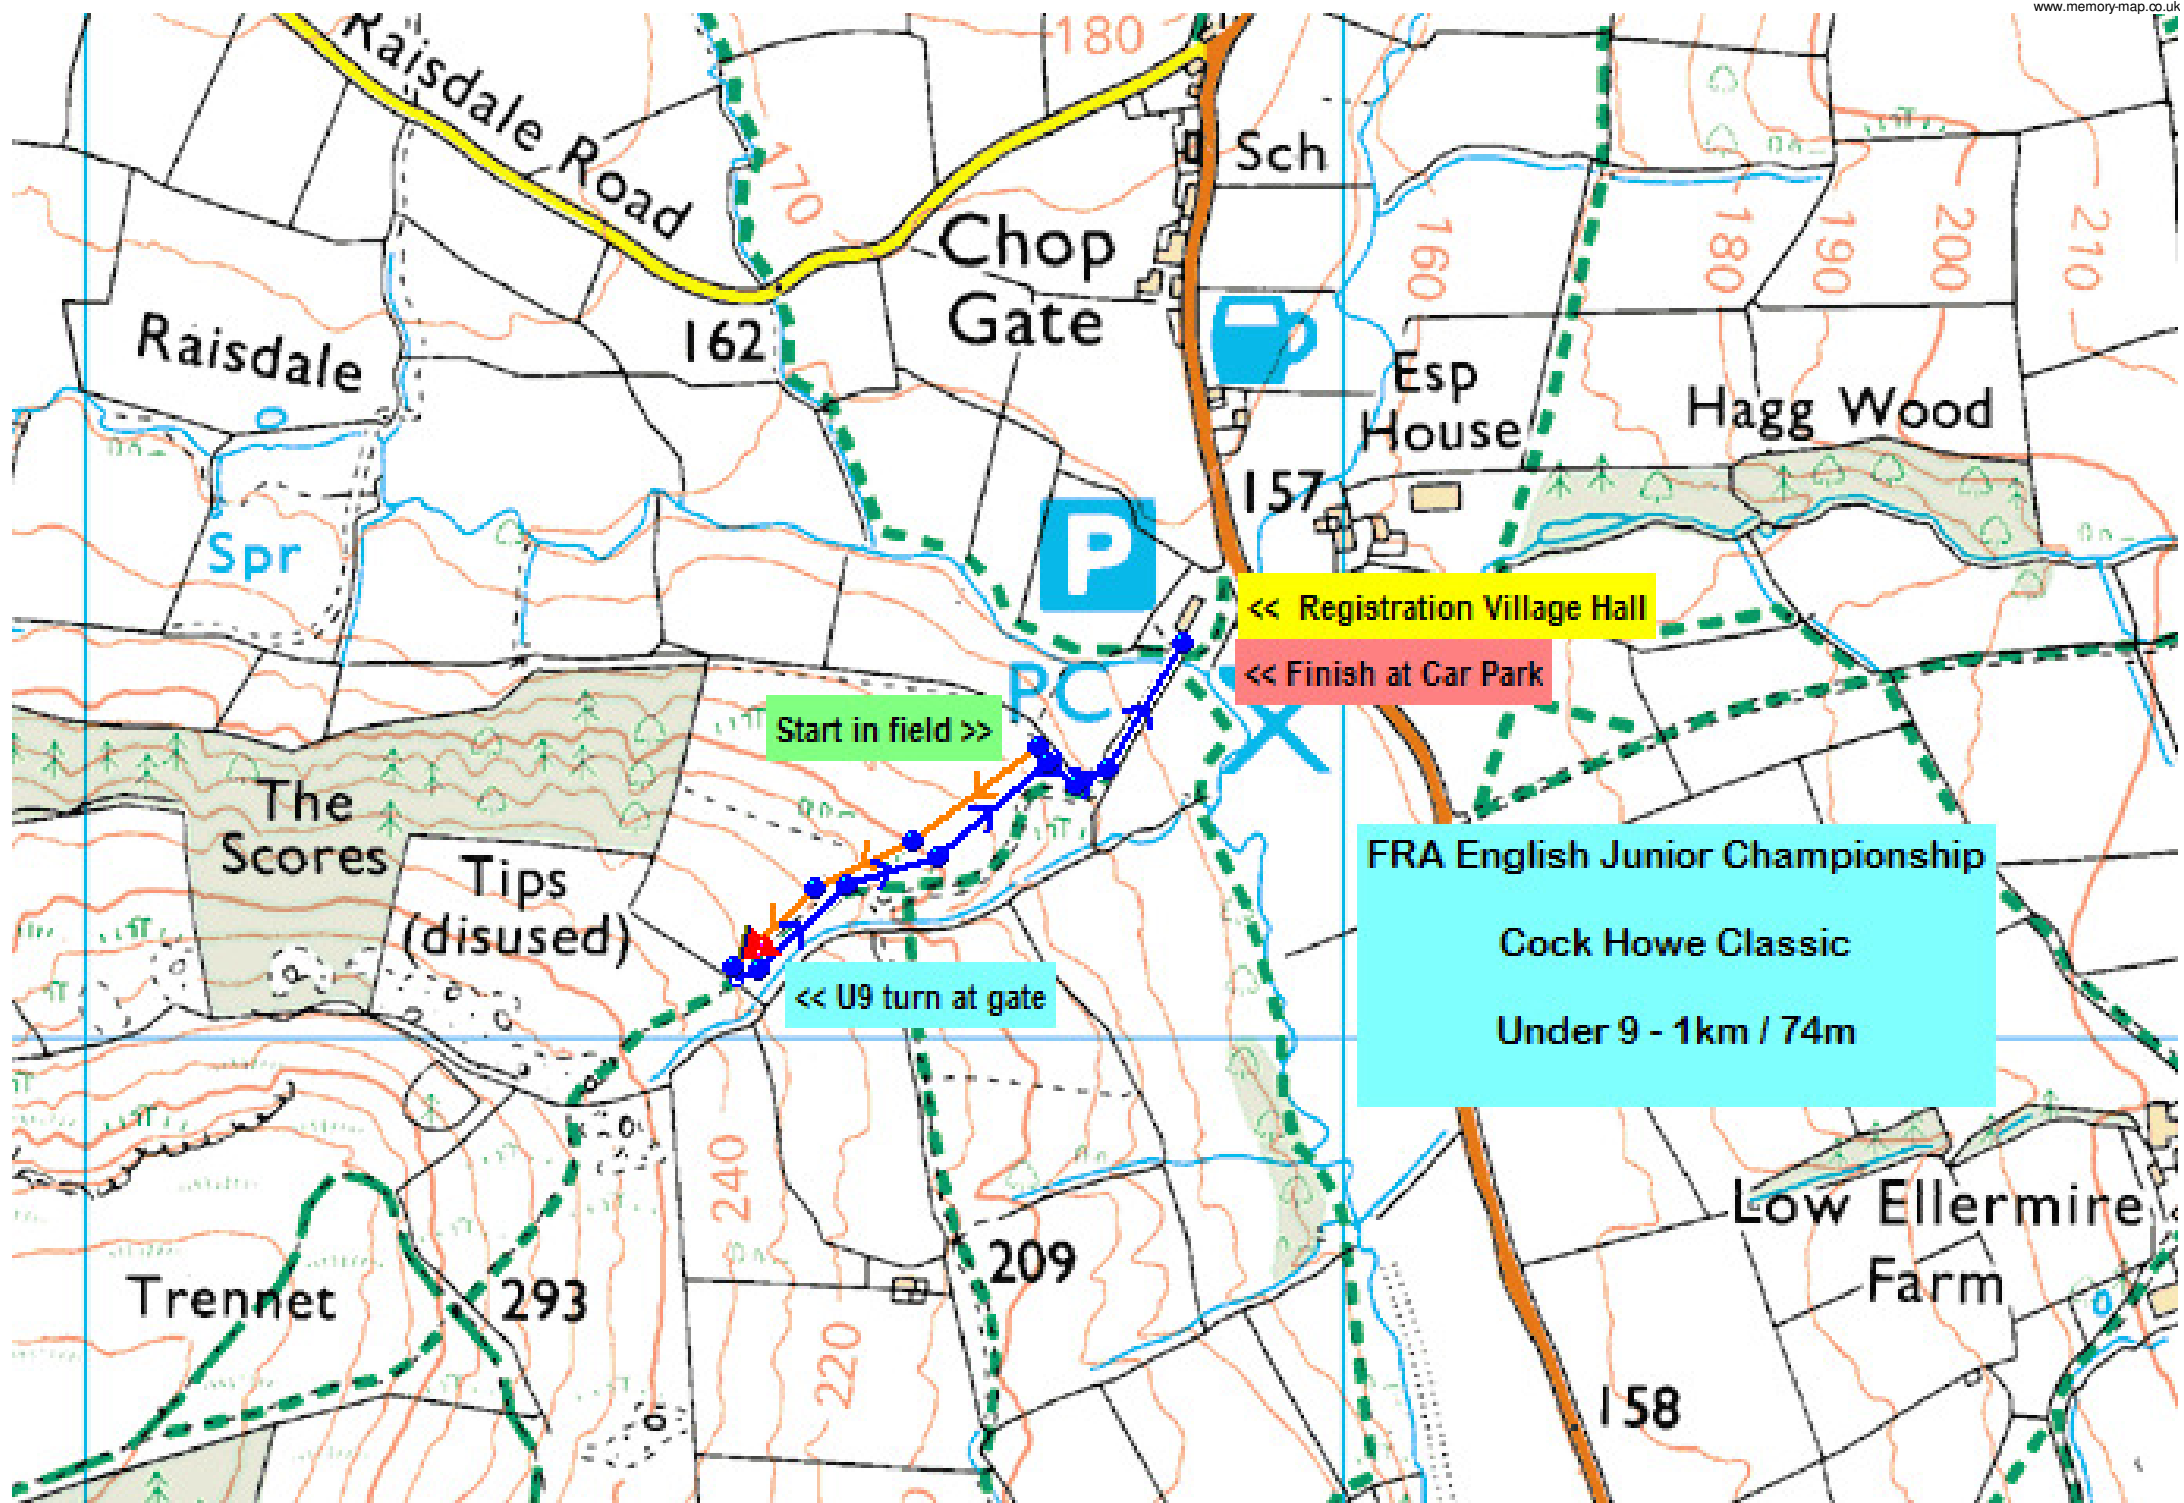 www.memory-map.co.uk
180
Raisdale Road
Sch
170
Chop
Gate
160
180
190
200
210
162
Raisdale
Esp
House
Hagg Wood
157
Spr
P
<< Registration Village Hall
PC
<< Finish at Car Park
Start in field >>
The
Scores
Tips
(disused)
FRA English Junior Championship
Cock Howe Classic
Under 9 - 1km / 74m
<< U9 turn at gate
240
Low Ellermire
Farm
209
Trennet
293
220
158